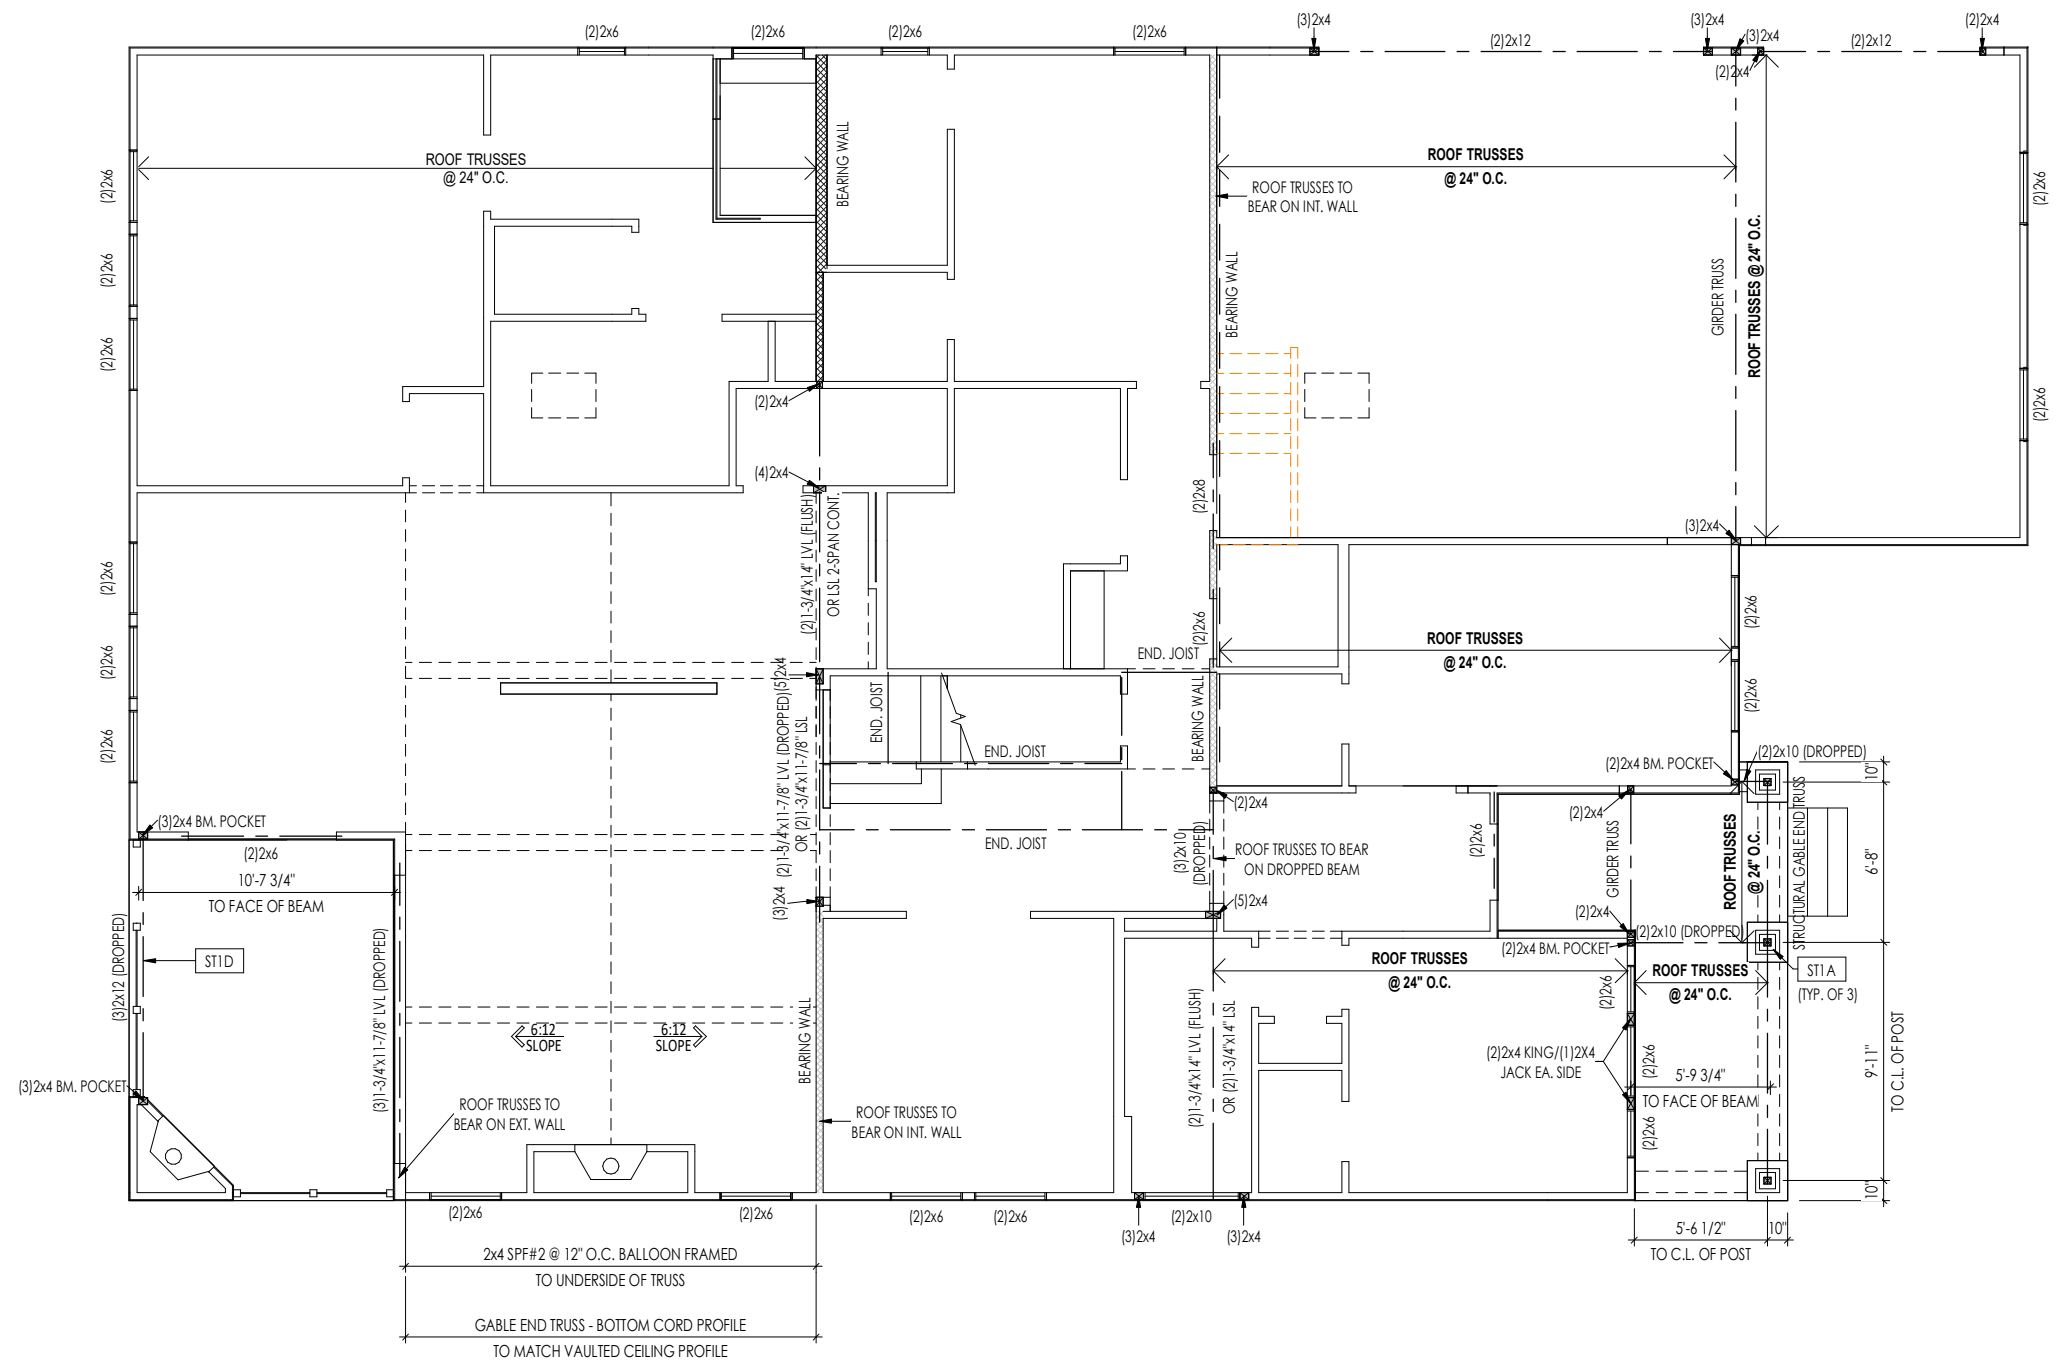 (2)2x6
(2)2x6
(2)2x6
(2)2x6
(3)2x4
(2)2x12
(3)2x4
(3)2x4
(2)2x4
(2)2x12
(2)2x4
ROOF TRUSSES
@ 24" O.C.
BEARING WALL
ROOF TRUSSES
@ 24" O.C.
ROOF TRUSSES TO
BEAR ON INT. WALL
BEARING WALL
GIRDER TRUSS
ROOF TRUSSES @ 24" O.C.
(2)2x6
(2)2x6
(2)2x6
(2)2x6
(2)2x6
(2)2x4
(4)2x4
(2)1-3/4"x14" LVL (FLUSH)
OR LSL 2-SPAN CONT.
(2)2x8
(3)2x4
(2)2x6
(2)2x6
(2)2x6
(2)2x6
ROOF TRUSSES
@ 24" O.C.
(2)2x6
(2)2x6
END. JOIST
END. JOIST
END. JOIST
END. JOIST
BEARING WALL
(5)2x4
(2)1-3/4"x11-7/8" LVL (DROPPED)
OR (2)1-3/4"x11-7/8" LSL
(3)2x4
(2)2x4 BM. POCKET
(2)2x10 (DROPPED)
(2)2x4
(2)2x4
(3)2x10
(DROPPED)
ROOF TRUSSES TO BEAR
ON DROPPED BEAM
(5)2x4
(2)2x6
GIRDER TRUSS
ROOF TRUSSES
@ 24" O.C.
STRUCTURAL GABLE END TRUSS
10"
6'-8"
(3)2x4 BM. POCKET
(2)2x6
10'-7 3/4"
TO FACE OF BEAM
(3)2x12 (DROPPED)
ST1D
(3)1-3/4"x11-7/8" LVL (DROPPED)
(3)2x4 BM. POCKET
6:12
SLOPE
6:12
SLOPE
BEARING WALL
ROOF TRUSSES TO
BEAR ON EXT. WALL
ROOF TRUSSES TO
BEAR ON INT. WALL
(2)2x4
(2)2x4 BM. POCKET
(2)2x10 (DROPPED)
ROOF TRUSSES
@ 24" O.C.
ROOF TRUSSES
@ 24" O.C.
ST1A
(TYP. OF 3)
(2)2x6
(2)1-3/4"x14" LVL (FLUSH)
OR (2)1-3/4"x14" LSL
(2)2x4 KING/(1)2X4
JACK EA. SIDE
(2)2x6
(2)2x6
5'-9 3/4"
TO FACE OF BEAM
9'-11"
TO C.L. OF POST
10"
(2)2x6
(2)2x6
(2)2x6
(2)2x6
(2)2x10
(3)2x4
(3)2x4
5'-6 1/2"
10"
TO C.L. OF POST
2x4 SPF#2 @ 12" O.C. BALLOON FRAMED
TO UNDERSIDE OF TRUSS
GABLE END TRUSS - BOTTOM CORD PROFILE
TO MATCH VAULTED CEILING PROFILE